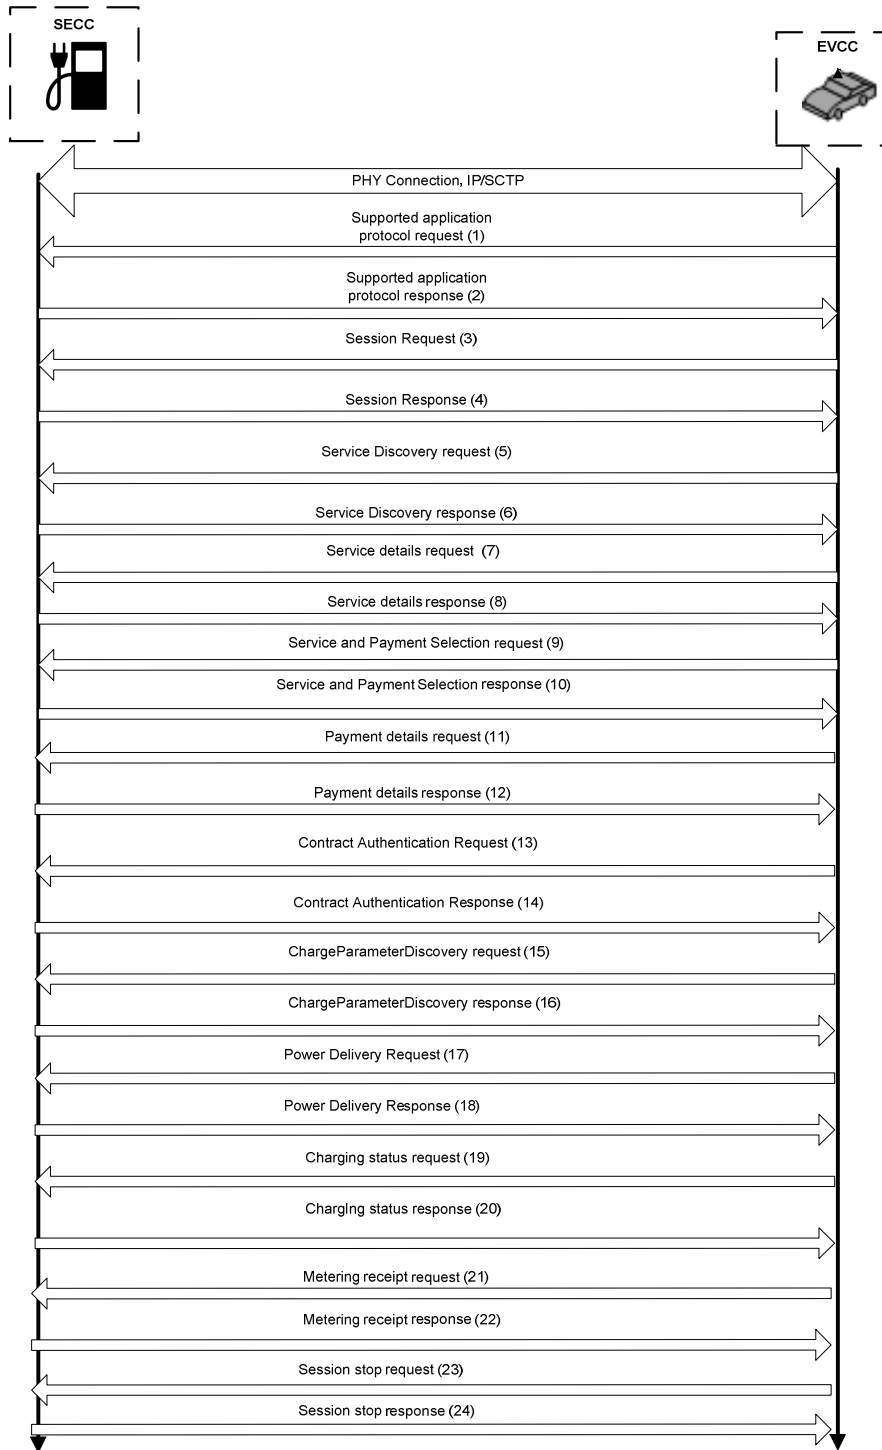 SECC
EVCC
PHY Connection, IP/SCTP
Supported application
protocol request (1)
Supported application
protocol response (2)
Session Request (3)
Session Response (4)
Service Discovery request (5)
Service Discovery response (6)
Service details request (7)
Service details response (8)
Service and Payment Selection request (9)
Service and Payment Selection response (10)
Payment details request (11)
Payment details response (12)
Contract Authentication Request (13)
Contract Authentication Response (14)
ChargeParameterDiscovery request (15)
ChargeParameterDiscovery response (16)
Power Delivery Request (17)
Power Delivery Response (18)
Charging status request (19)
ChargIng status response (20)
Metering receipt request (21)
Metering receipt response (22)
Session stop request (23)
Session stop response (24)